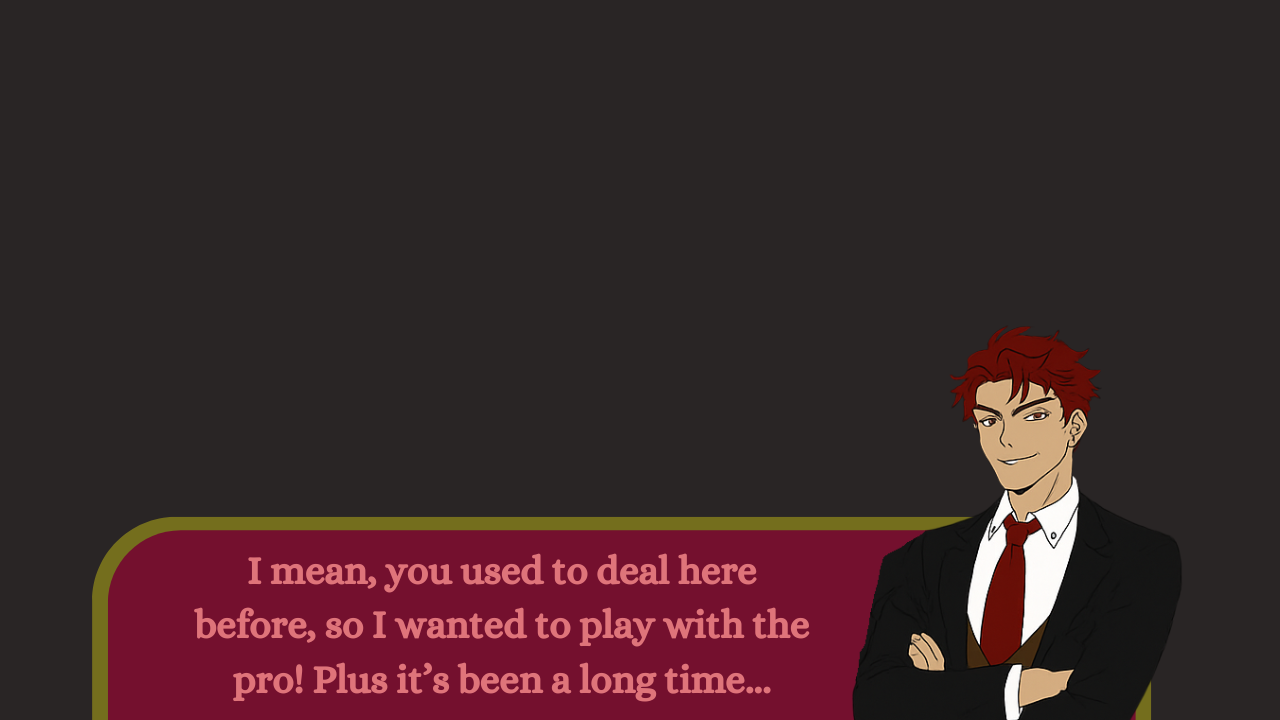 I mean, you used to deal here
before, so I wanted to play with the
pro! Plus it’s been a long time...